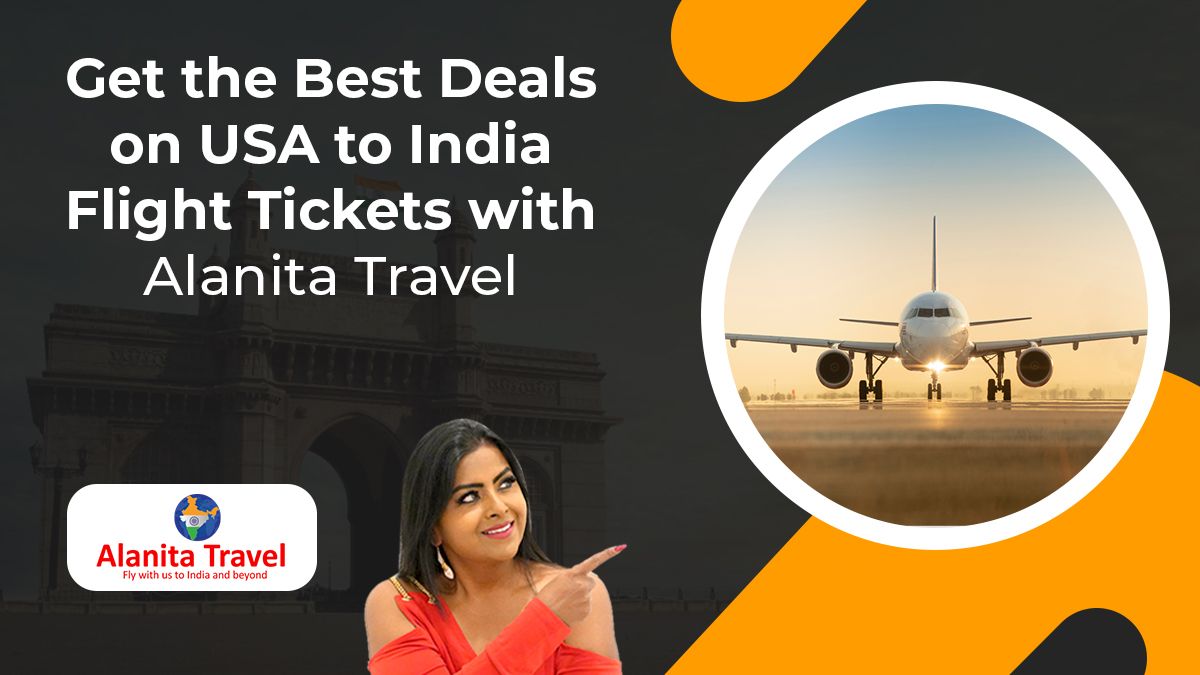 Get the Best Deals
on USA to India
Flight Tickets with
Alanita Travel
Alanita Travel
Fly with us to India and beyond